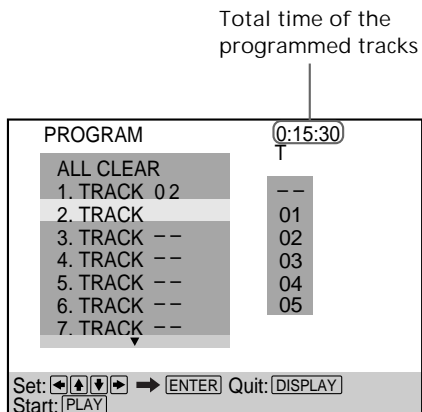 Total time of the
programmed tracks
PROGRAM
0:15:30
T
ALL CLEAR
1. TRACK 02
2. TRACK
3. TRACK – –
4. TRACK – –
5. TRACK – –
6. TRACK – –
7. TRACK – –
– –
01
02
03
04
05
Set: ENTER Quit: DISPLAY
Start: PLAY